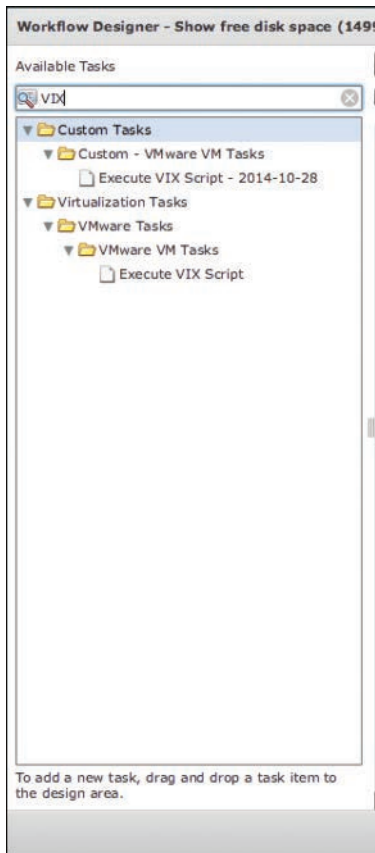 Workflow Designer - Show free disk space (1499
Available Tasks
VIX
Custom Tasks
Custom - VMware VM Tasks
Execute VIX Script - 2014-10-28
Virtualization Tasks
VMware Tasks
VMware VM Tasks
Execute VIX Script
To add a new task, drag and drop a task item to
the design area.